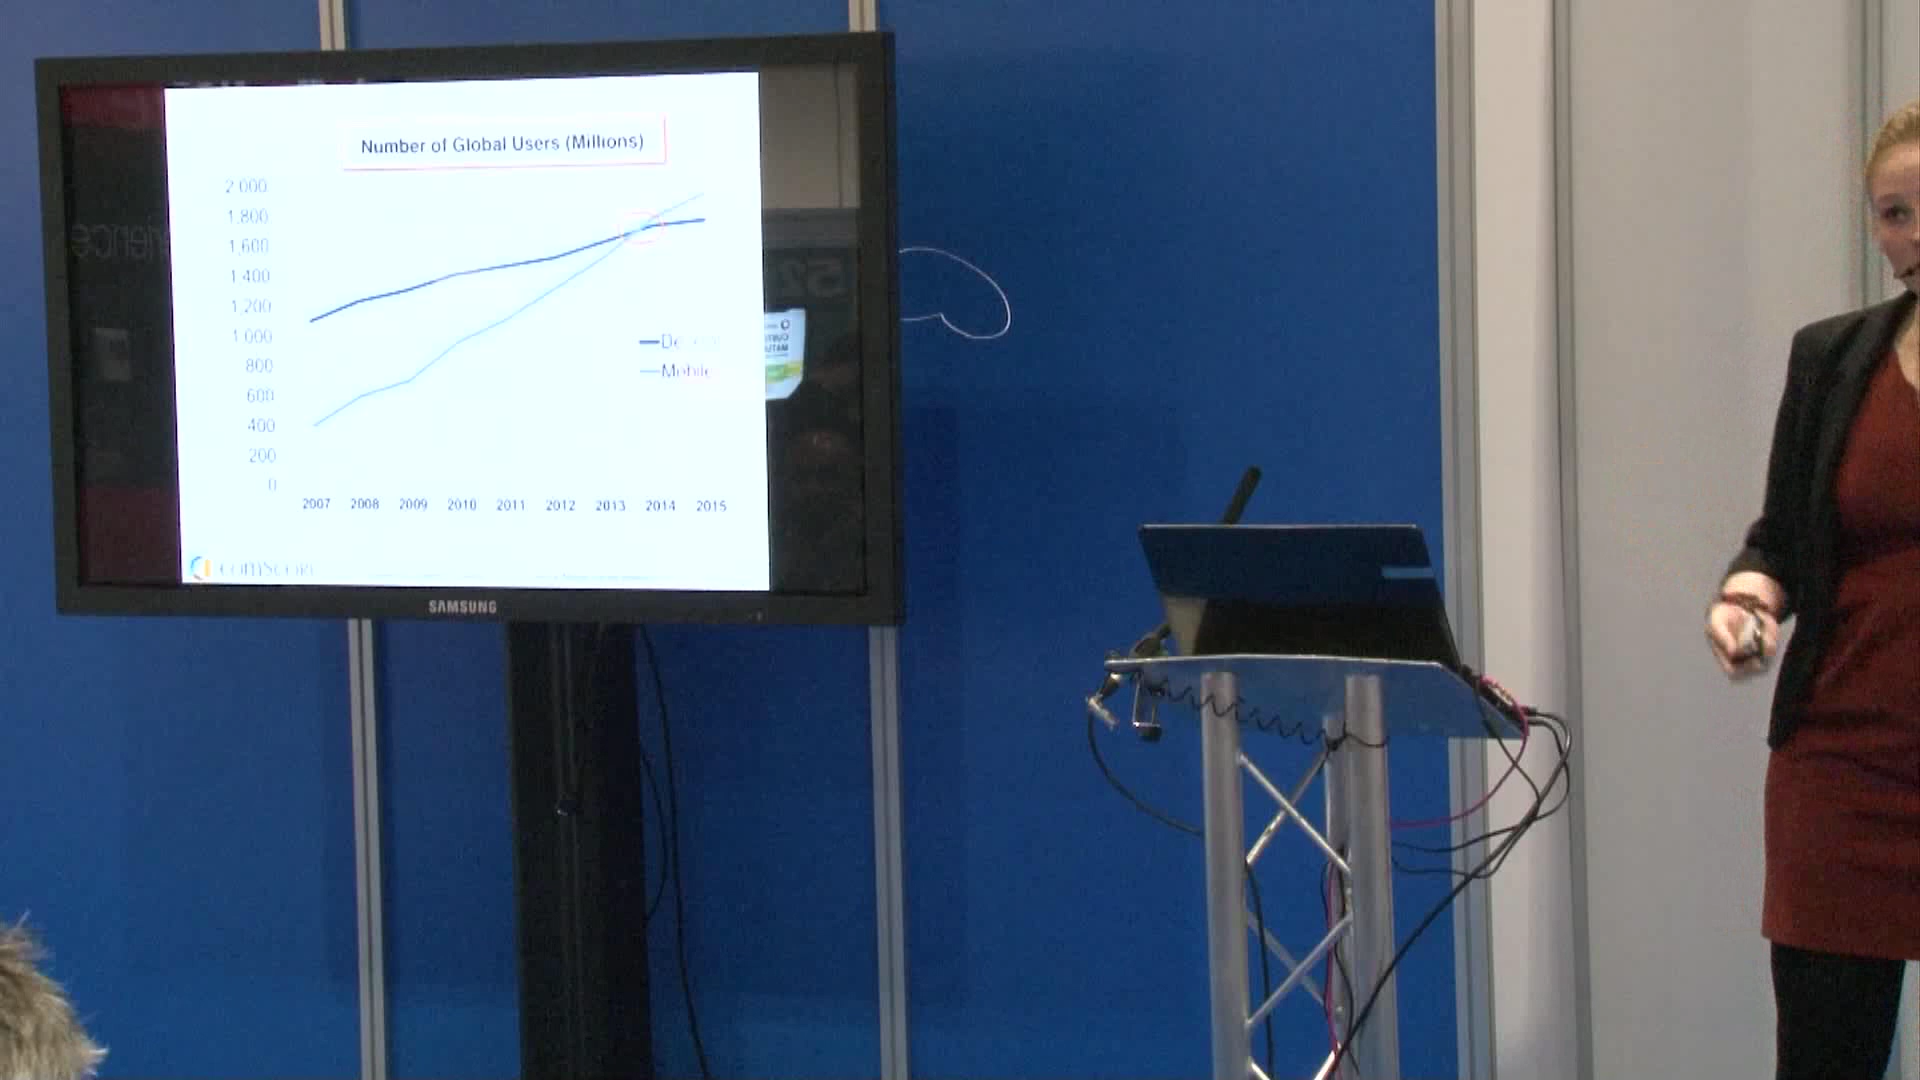 Number of Global Users (Millions)
2 000
1,800
1,600
1 400
1,200
1 000
800
600
400
200
0
Mobile
2007 2008 2009 2010 2011 2012 2013 2014 2015
comScore
SAMSUNG